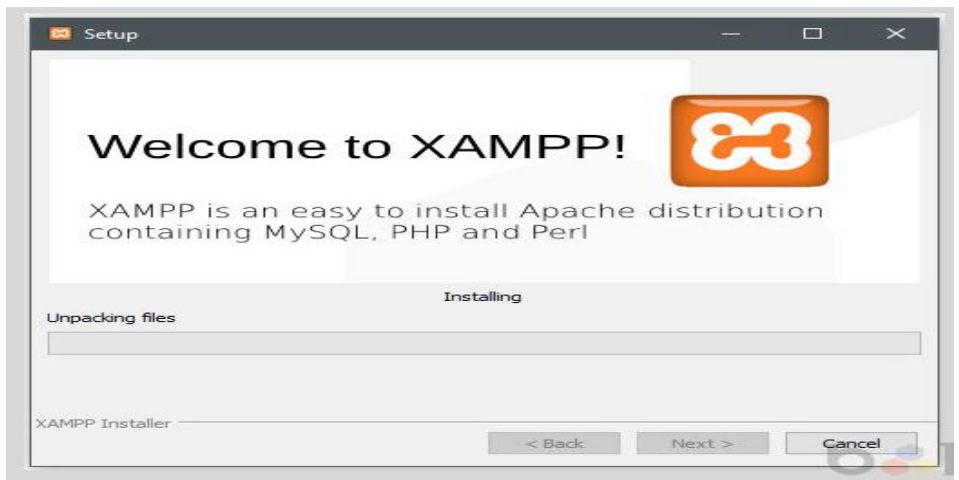 Setup
Welcome to XAMPP!
XAMPP is an easy to install Apache distribution
containing MySQL, PHP and Perl
Installing
Unpacking files
XAMPP Installer
< Back
Next >
Cancel